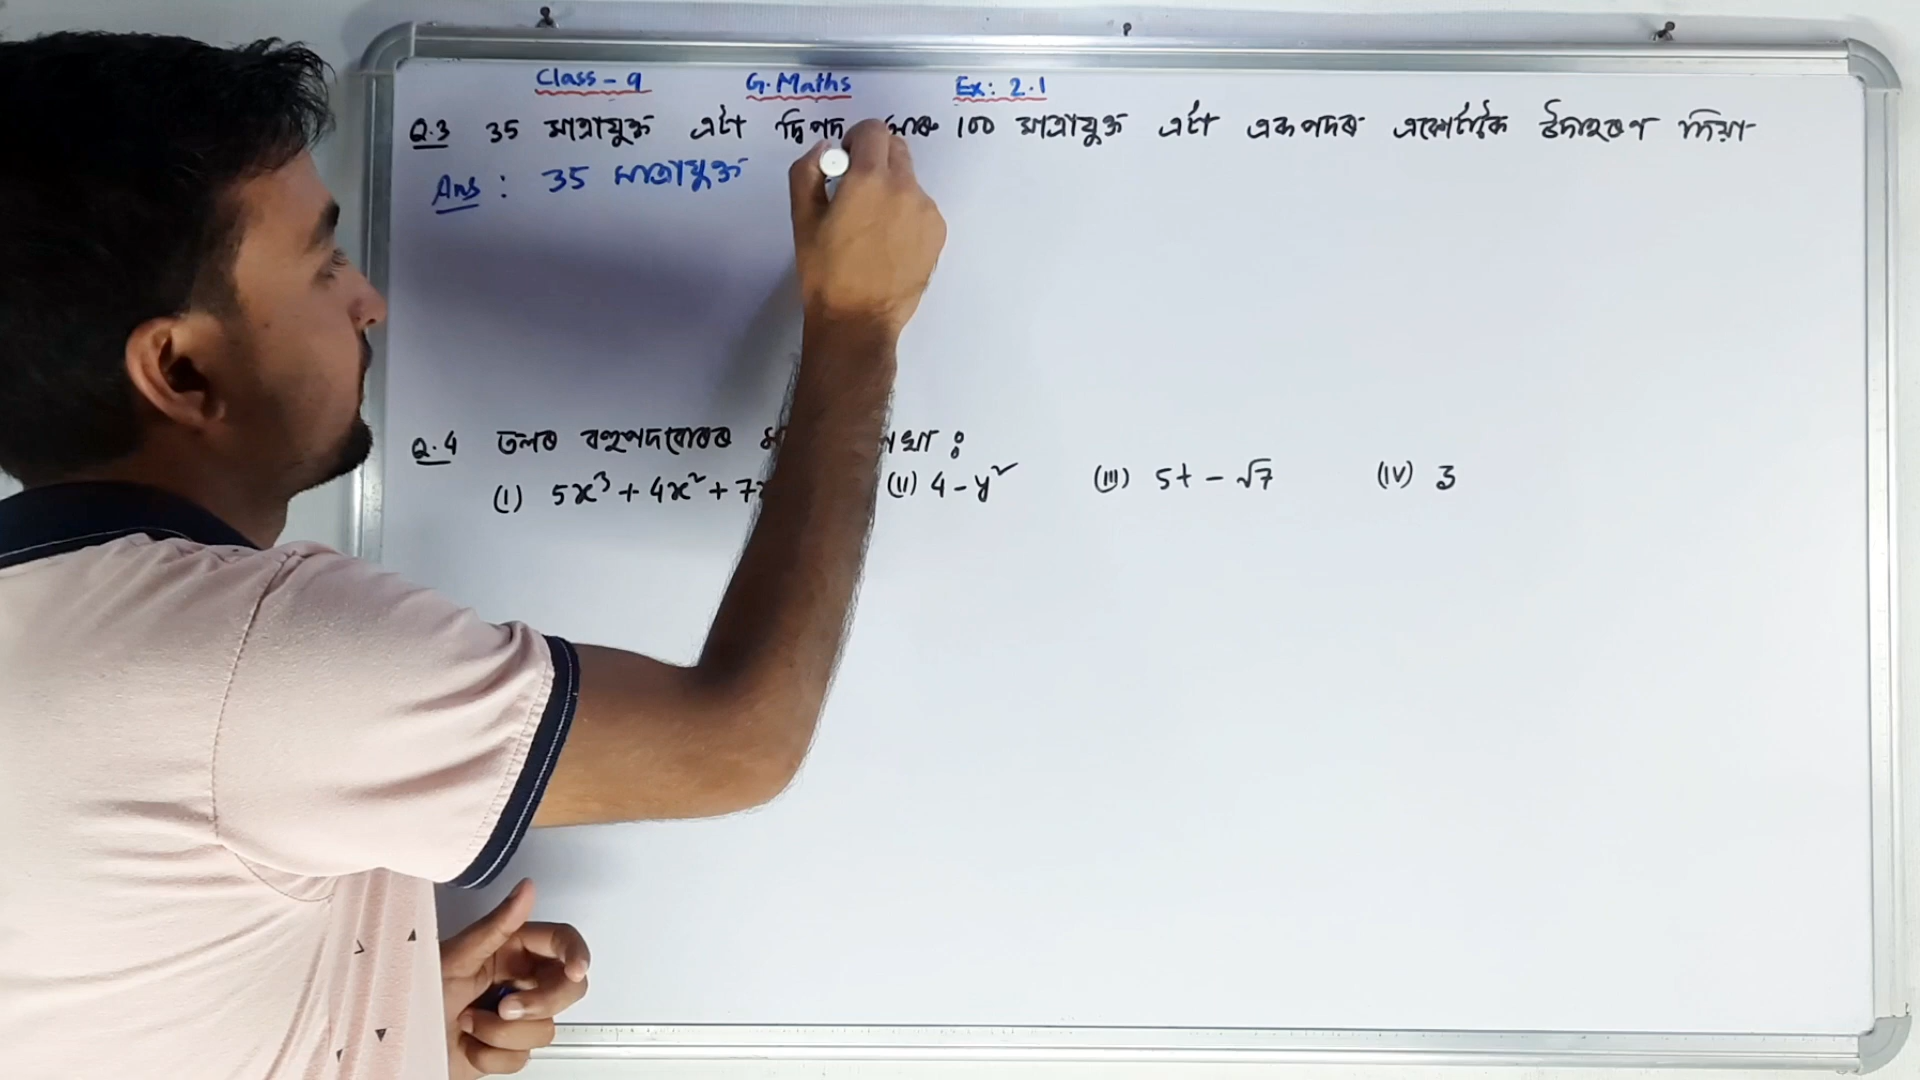 Class - 9 G. Maths Ex: 2.1
Q.3 35 মাত্ৰাযুক্ত এটা দ্বিপদ আৰু 100 মাত্ৰাযুক্ত এটা একপদৰ একোটাকৈ উদাহৰণ দিয়া
Ans : 35 মাত্ৰাযুক্ত
Q.4 তলৰ বহুপদবোৰৰ :
(i) 5x³ + 4x² + 7 (ii) 4 - y² (iii) 5t - √7 (iv) 3